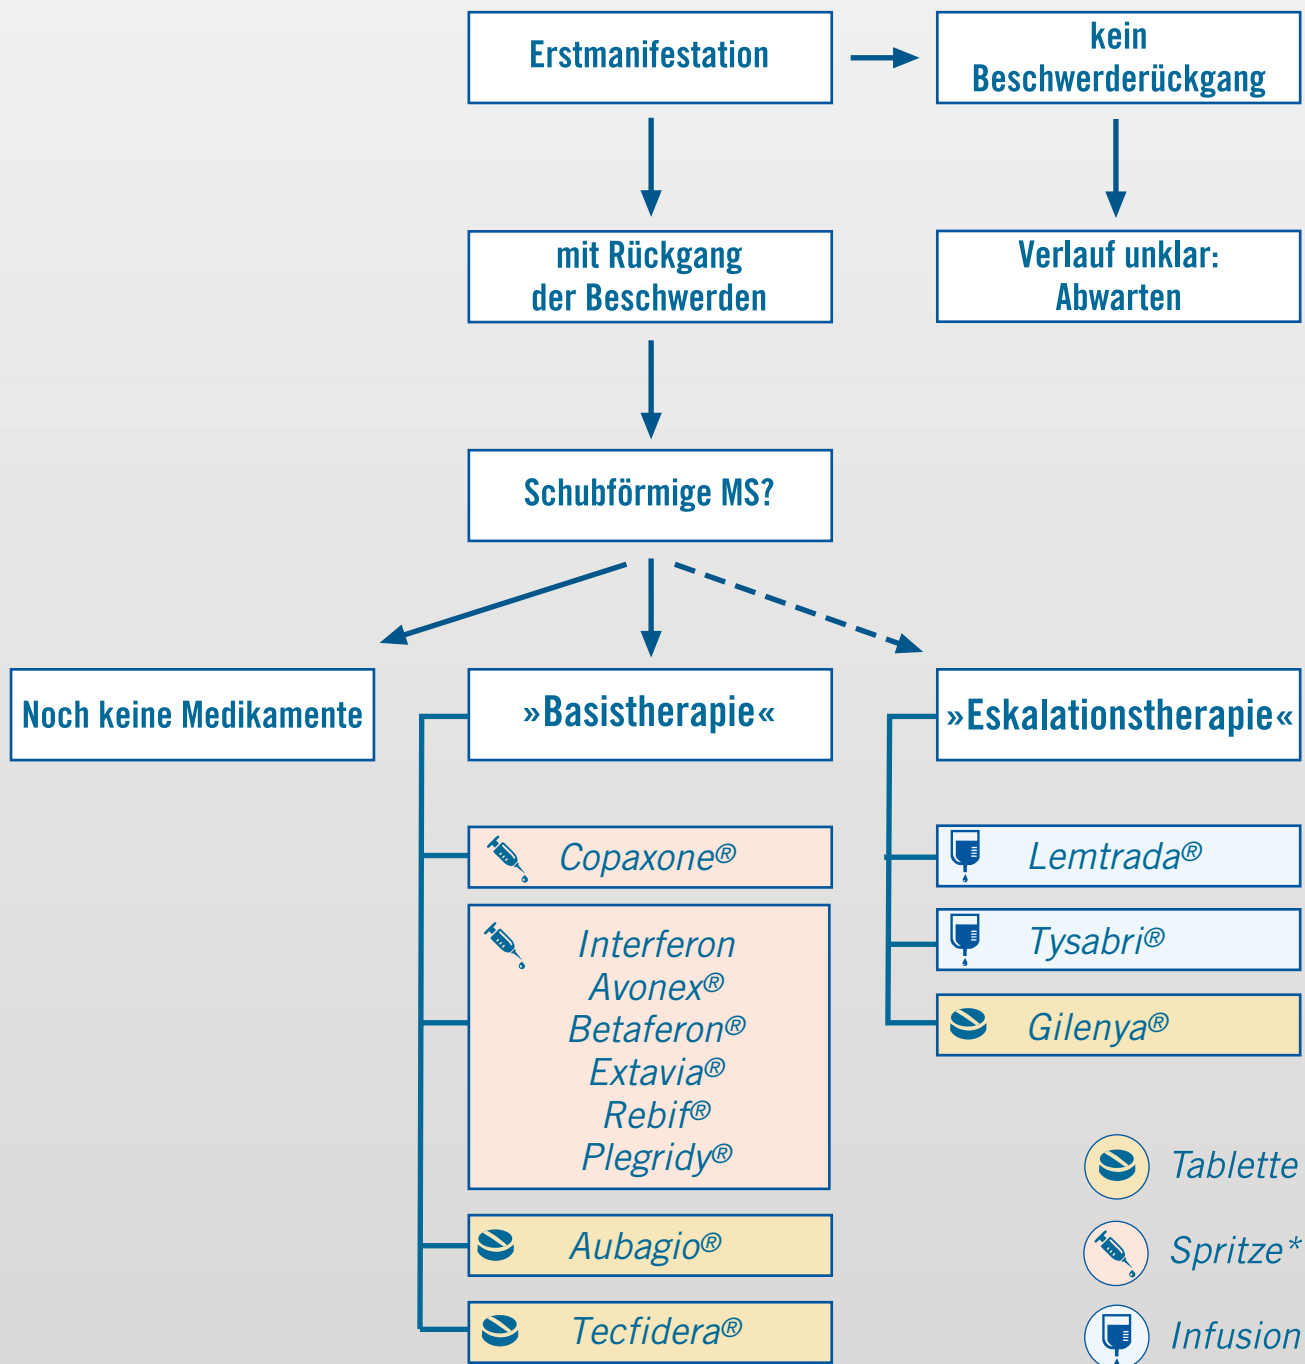 Erstmanifestation
kein
Beschwerderückgang
mit Rückgang
der Beschwerden
Verlauf unklar:
Abwarten
Schubförmige MS?
Noch keine Medikamente
»Basistherapie«
»Eskalationstherapie«
Copaxone®
Interferon
Avonex®
Betaferon®
Extavia®
Rebif®
Plegridy®
Aubagio®
Tecfidera®
Lemtrada®
Tysabri®
Gilenya®
Tablette
Spritze*
Infusion